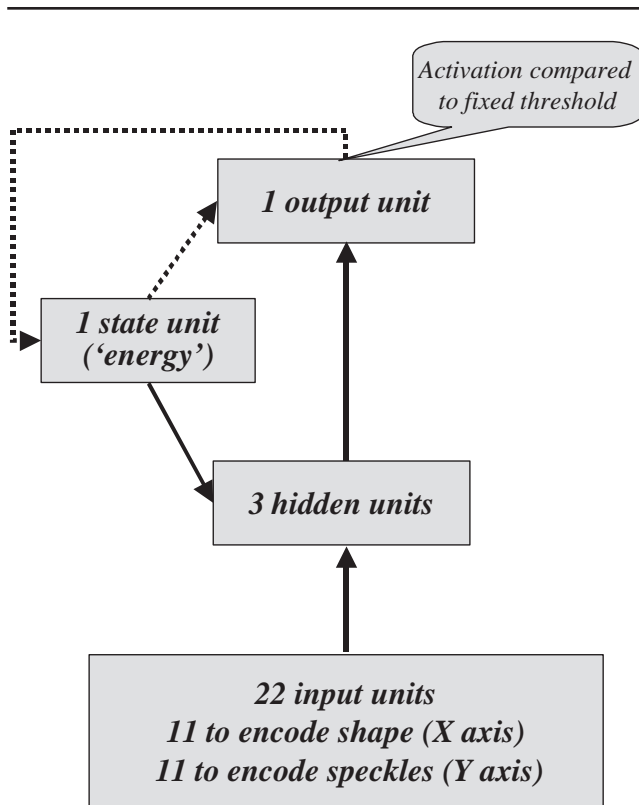 Activation compared
to fixed threshold
1 output unit
1 state unit
(‘energy’)
3 hidden units
22 input units
11 to encode shape (X axis)
11 to encode speckles (Y axis)